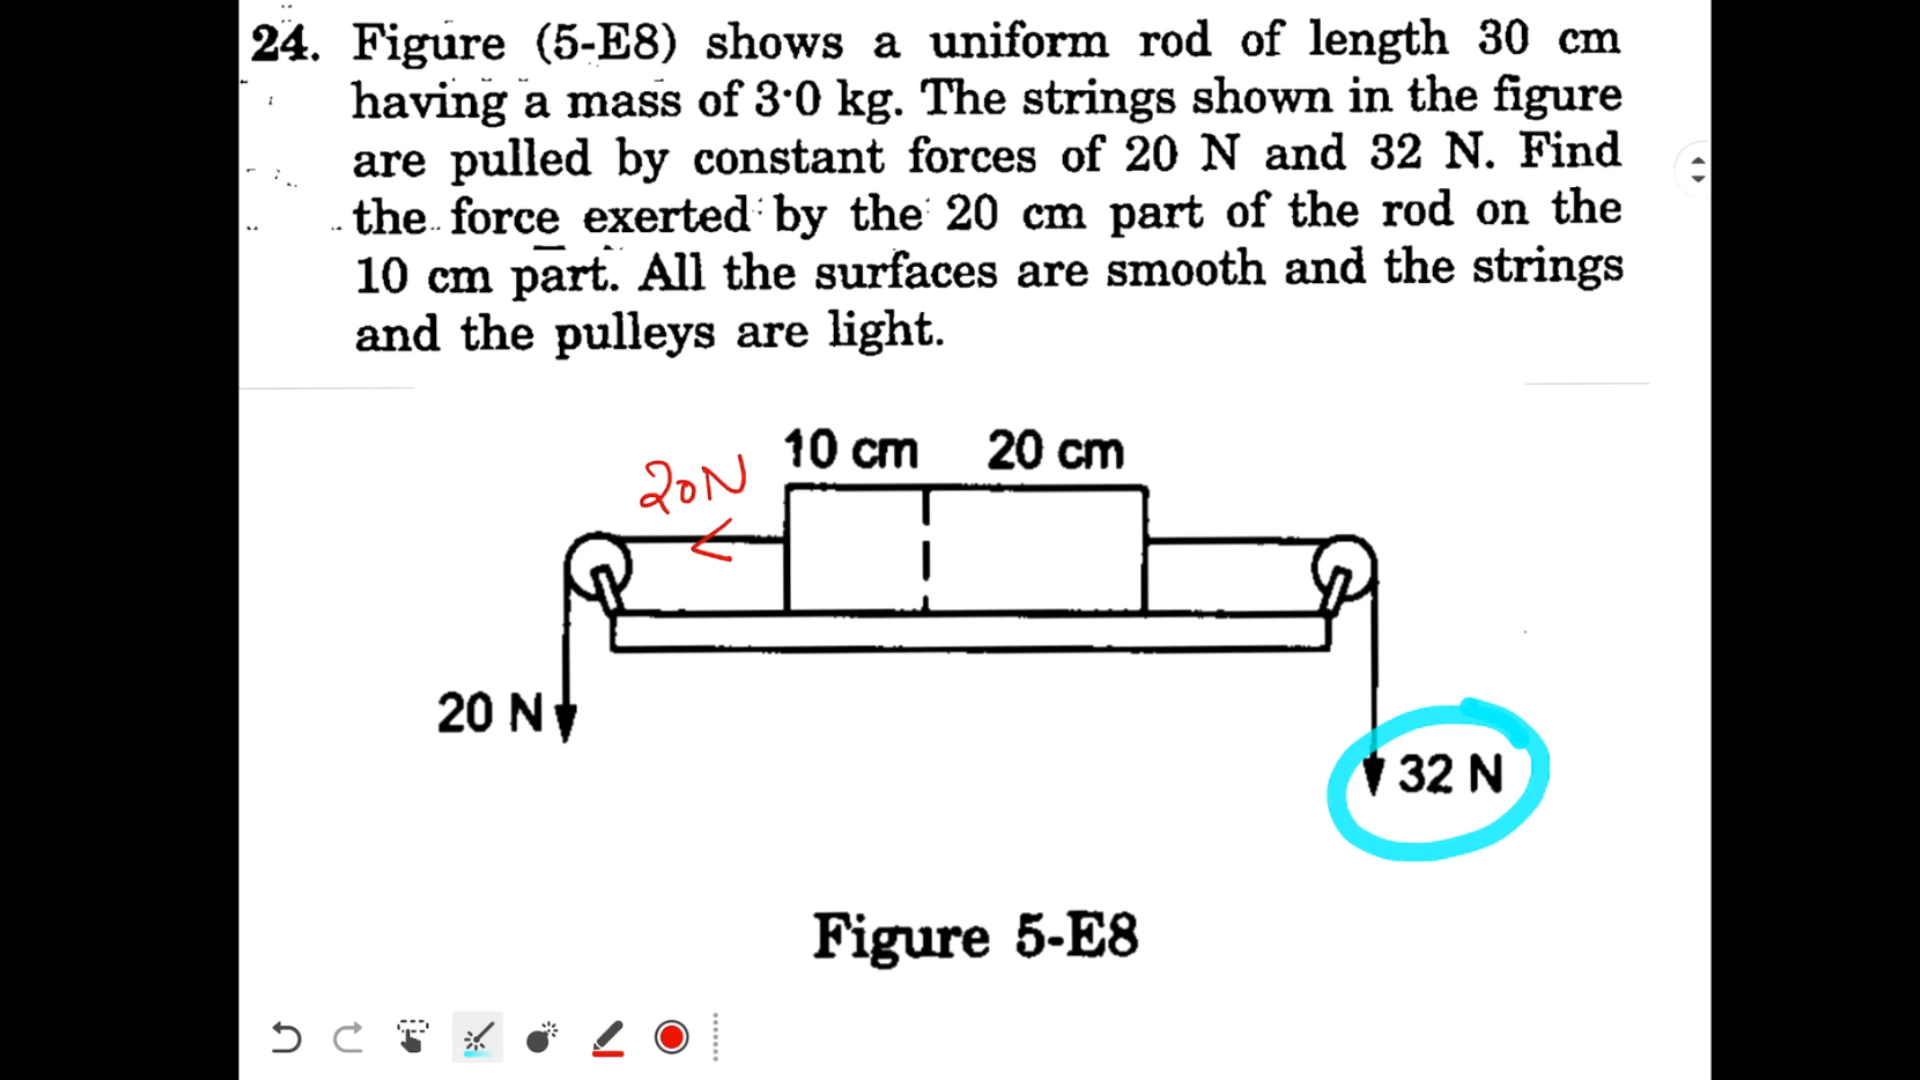 24. Figure (5-E8) shows a uniform rod of length 30 cm
having a mass of 3·0 kg. The strings shown in the figure
are pulled by constant forces of 20 N and 32 N. Find
the force exerted by the 20 cm part of the rod on the
10 cm part. All the surfaces are smooth and the strings
and the pulleys are light.
10 cm 20 cm
20N
20 N
32 N
Figure 5-E8